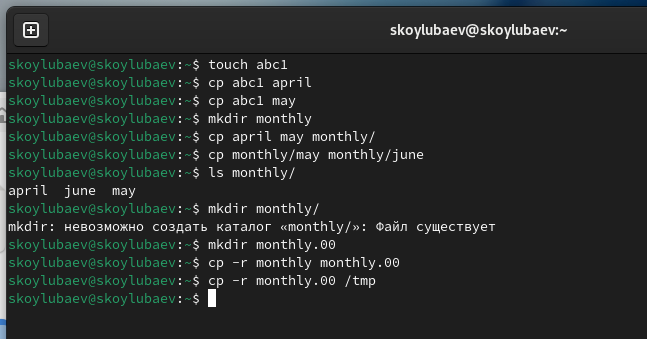 skoylubaev@skoylubaev:~
skoylubaev@skoylubaev:~$ touch abc1
skoylubaev@skoylubaev:~$ cp abc1 april
skoylubaev@skoylubaev:~$ cp abc1 may
skoylubaev@skoylubaev:~$ mkdir monthly
skoylubaev@skoylubaev:~$ cp april may monthly/
skoylubaev@skoylubaev:~$ cp monthly/may monthly/june
skoylubaev@skoylubaev:~$ ls monthly/
april  june  may
skoylubaev@skoylubaev:~$ mkdir monthly/
mkdir: невозможно создать каталог «monthly/»: Файл существует
skoylubaev@skoylubaev:~$ mkdir monthly.00
skoylubaev@skoylubaev:~$ cp -r monthly monthly.00
skoylubaev@skoylubaev:~$ cp -r monthly.00 /tmp
skoylubaev@skoylubaev:~$